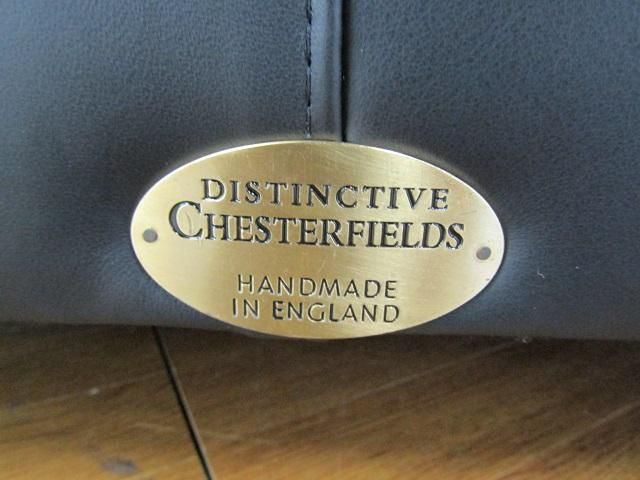 DISTINCTIVE
CHESTERFIELDS
HANDMADE
IN ENGLAND